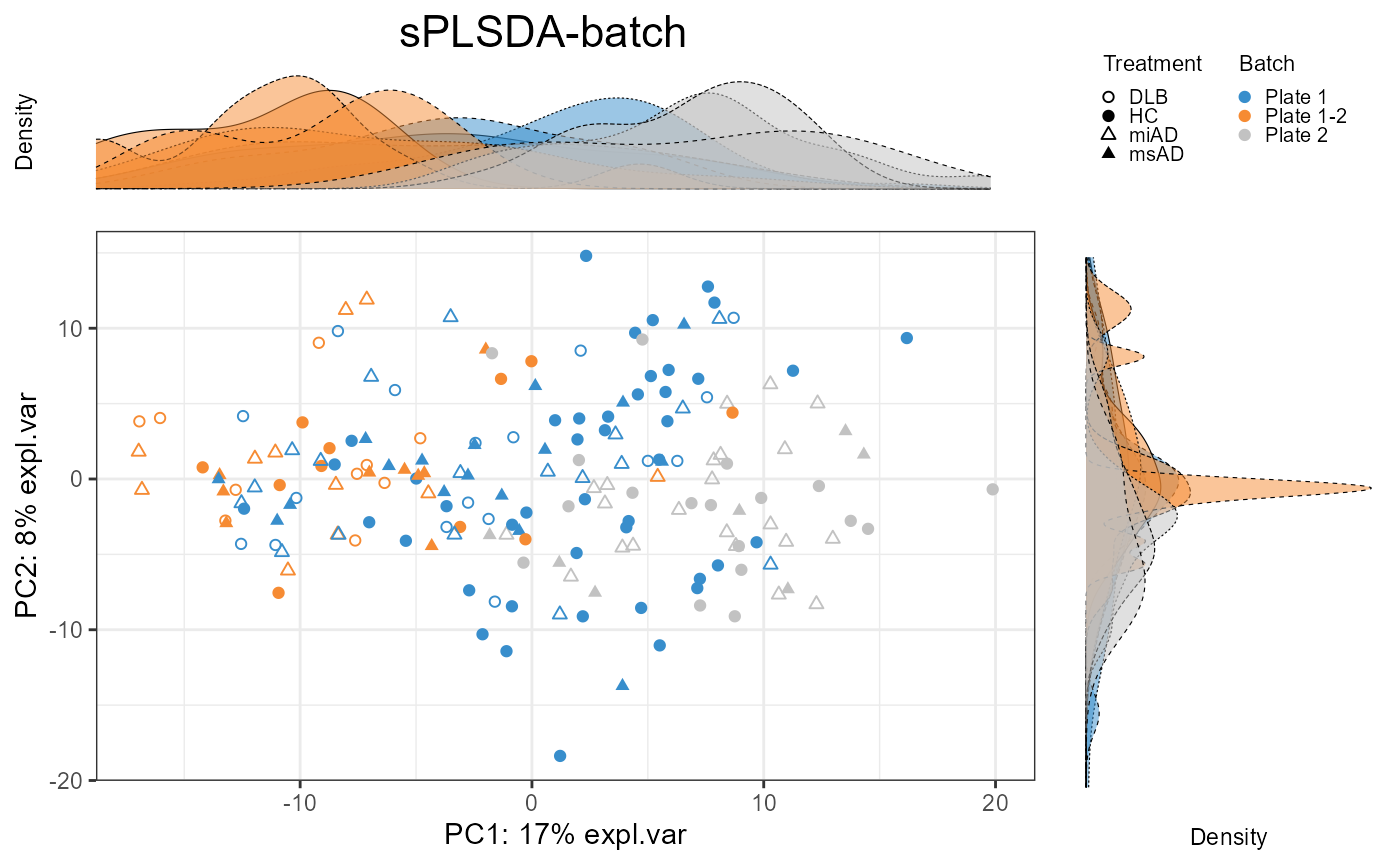 sPLSDA-batch
Density
Treatment
DLB
HC
miAD
msAD
Batch
Plate 1
Plate 1-2
Plate 2
PC2: 8% expl.var
10
0
-10
-20
-10
0
10
20
PC1: 17% expl.var
Density